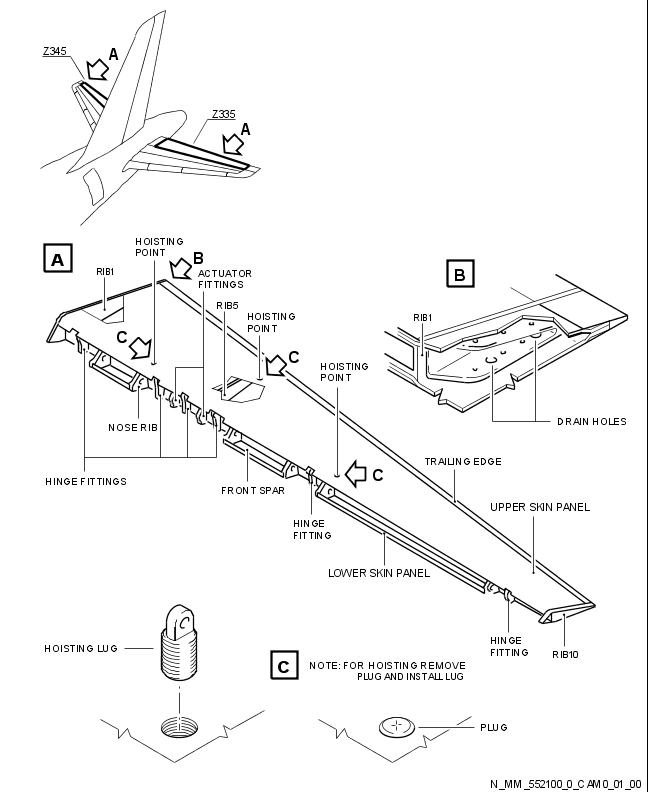 Z345
A
Z335
A
A
HOISTING
POINT
B
RIB1
ACTUATOR
FITTINGS
RIB5
HOISTING
POINT
C
C
HOISTING
POINT
B
RIB1
DRAIN HOLES
NOSE RIB
HINGE FITTINGS
FRONT SPAR
C
TRAILING EDGE
UPPER SKIN PANEL
HINGE
FITTING
LOWER SKIN PANEL
HINGE
FITTING
RIB10
HOISTING LUG
C
NOTE: FOR HOISTING REMOVE
PLUG AND INSTALL LUG
PLUG
N_MM_552100_0_CAM0_01_00